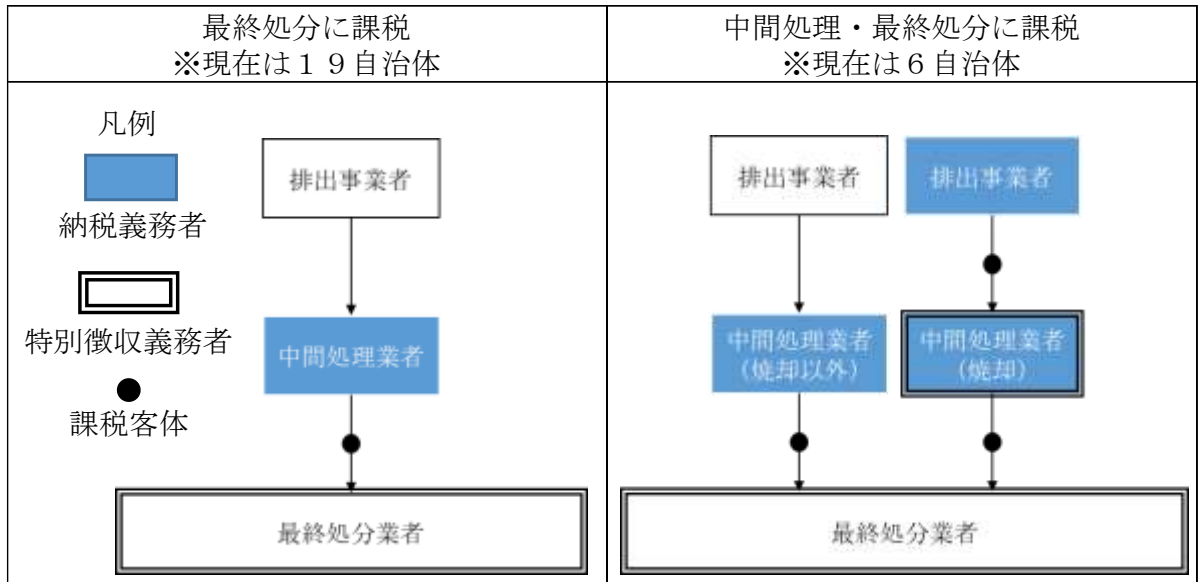 最終処分に課税
※現在は１９自治体
中間処理・最終処分に課税
※現在は６自治体
凡例
納税義務者
特別徴収義務者
課税客体
排出事業者
中間処理業者
最終処分業者
排出事業者
排出事業者
中間処理業者
(焼却以外)
中間処理業者
(焼却)
最終処分業者